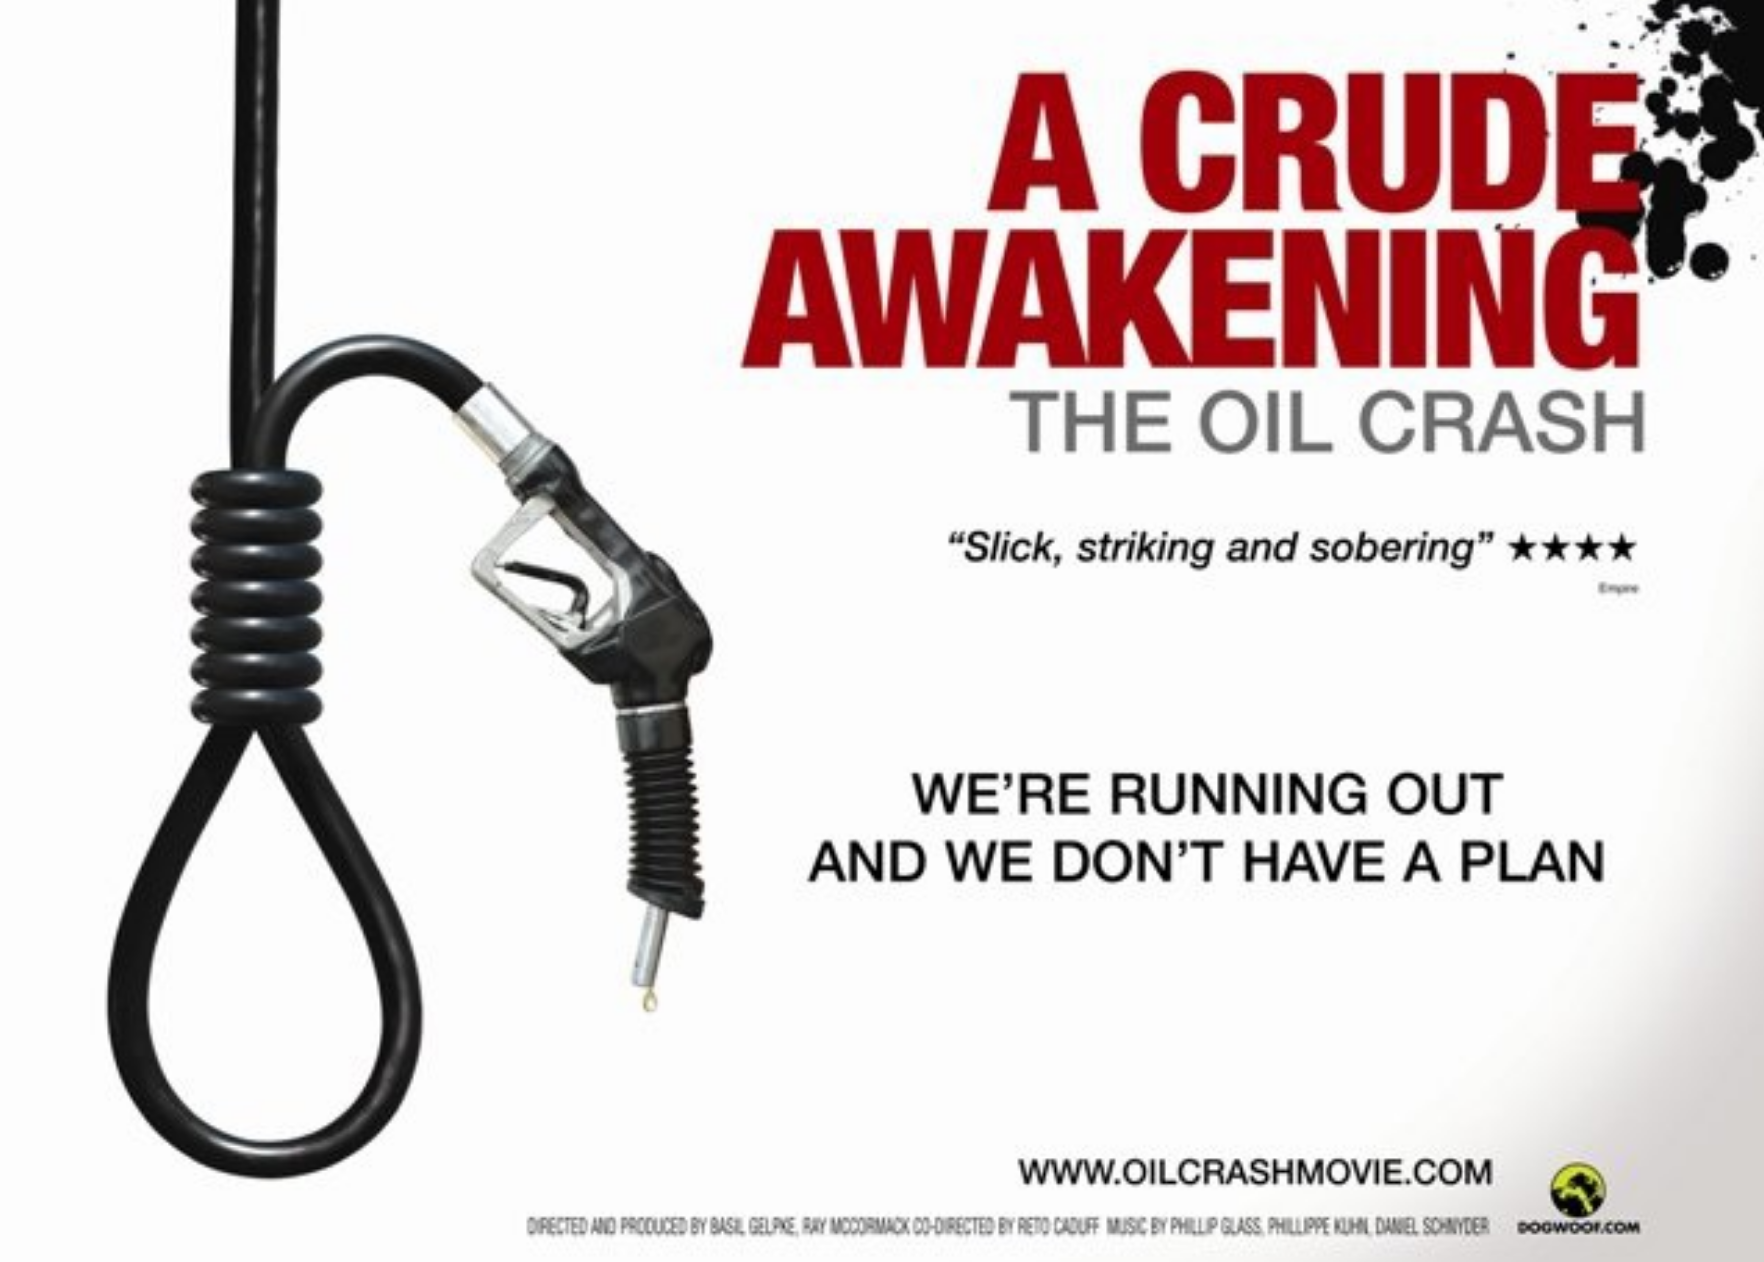 A CRUDE
AWAKENING
THE OIL CRASH
“Slick, striking and sobering” ★★★★
Empire
WE’RE RUNNING OUT
AND WE DON’T HAVE A PLAN
WWW.OILCRASHMOVIE.COM
DIRECTED AND PRODUCED BY BASIL GELPKE, RAY MCCORMACK CO-DIRECTED BY RETO CADUFF MUSIC BY PHILLIP GLASS, PHILLIPPE KUHN, DANIEL SCHNYDER
DOGWOOF.COM